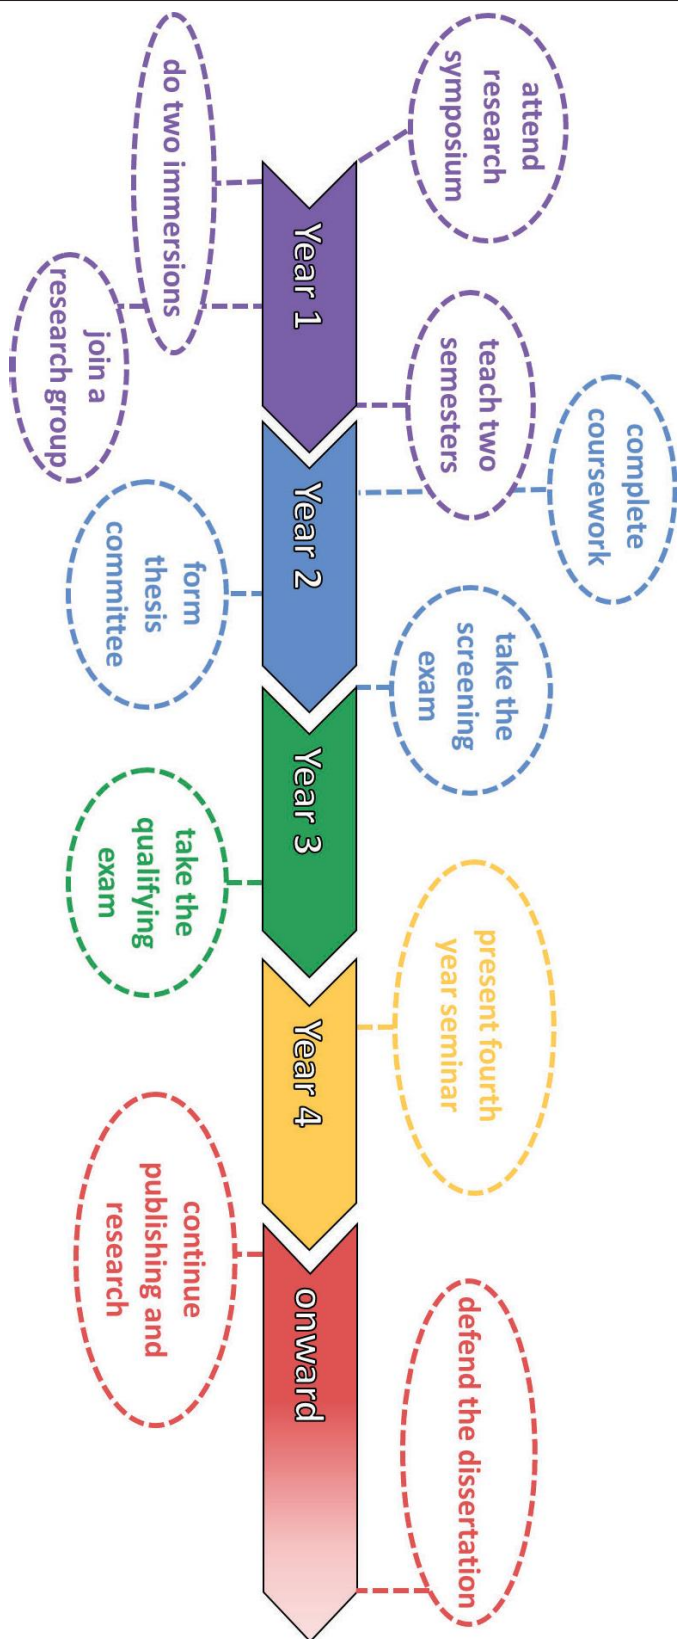 attend
research
symposium
do two immersions
Year 1
join a
research group
teach two
semesters
complete
coursework
Year 2
form
thesis
committee
take the
screening
exam
Year 3
take the
qualifying
exam
present fourth
year seminar
Year 4
continue
publishing and
research
onward
defend the dissertation